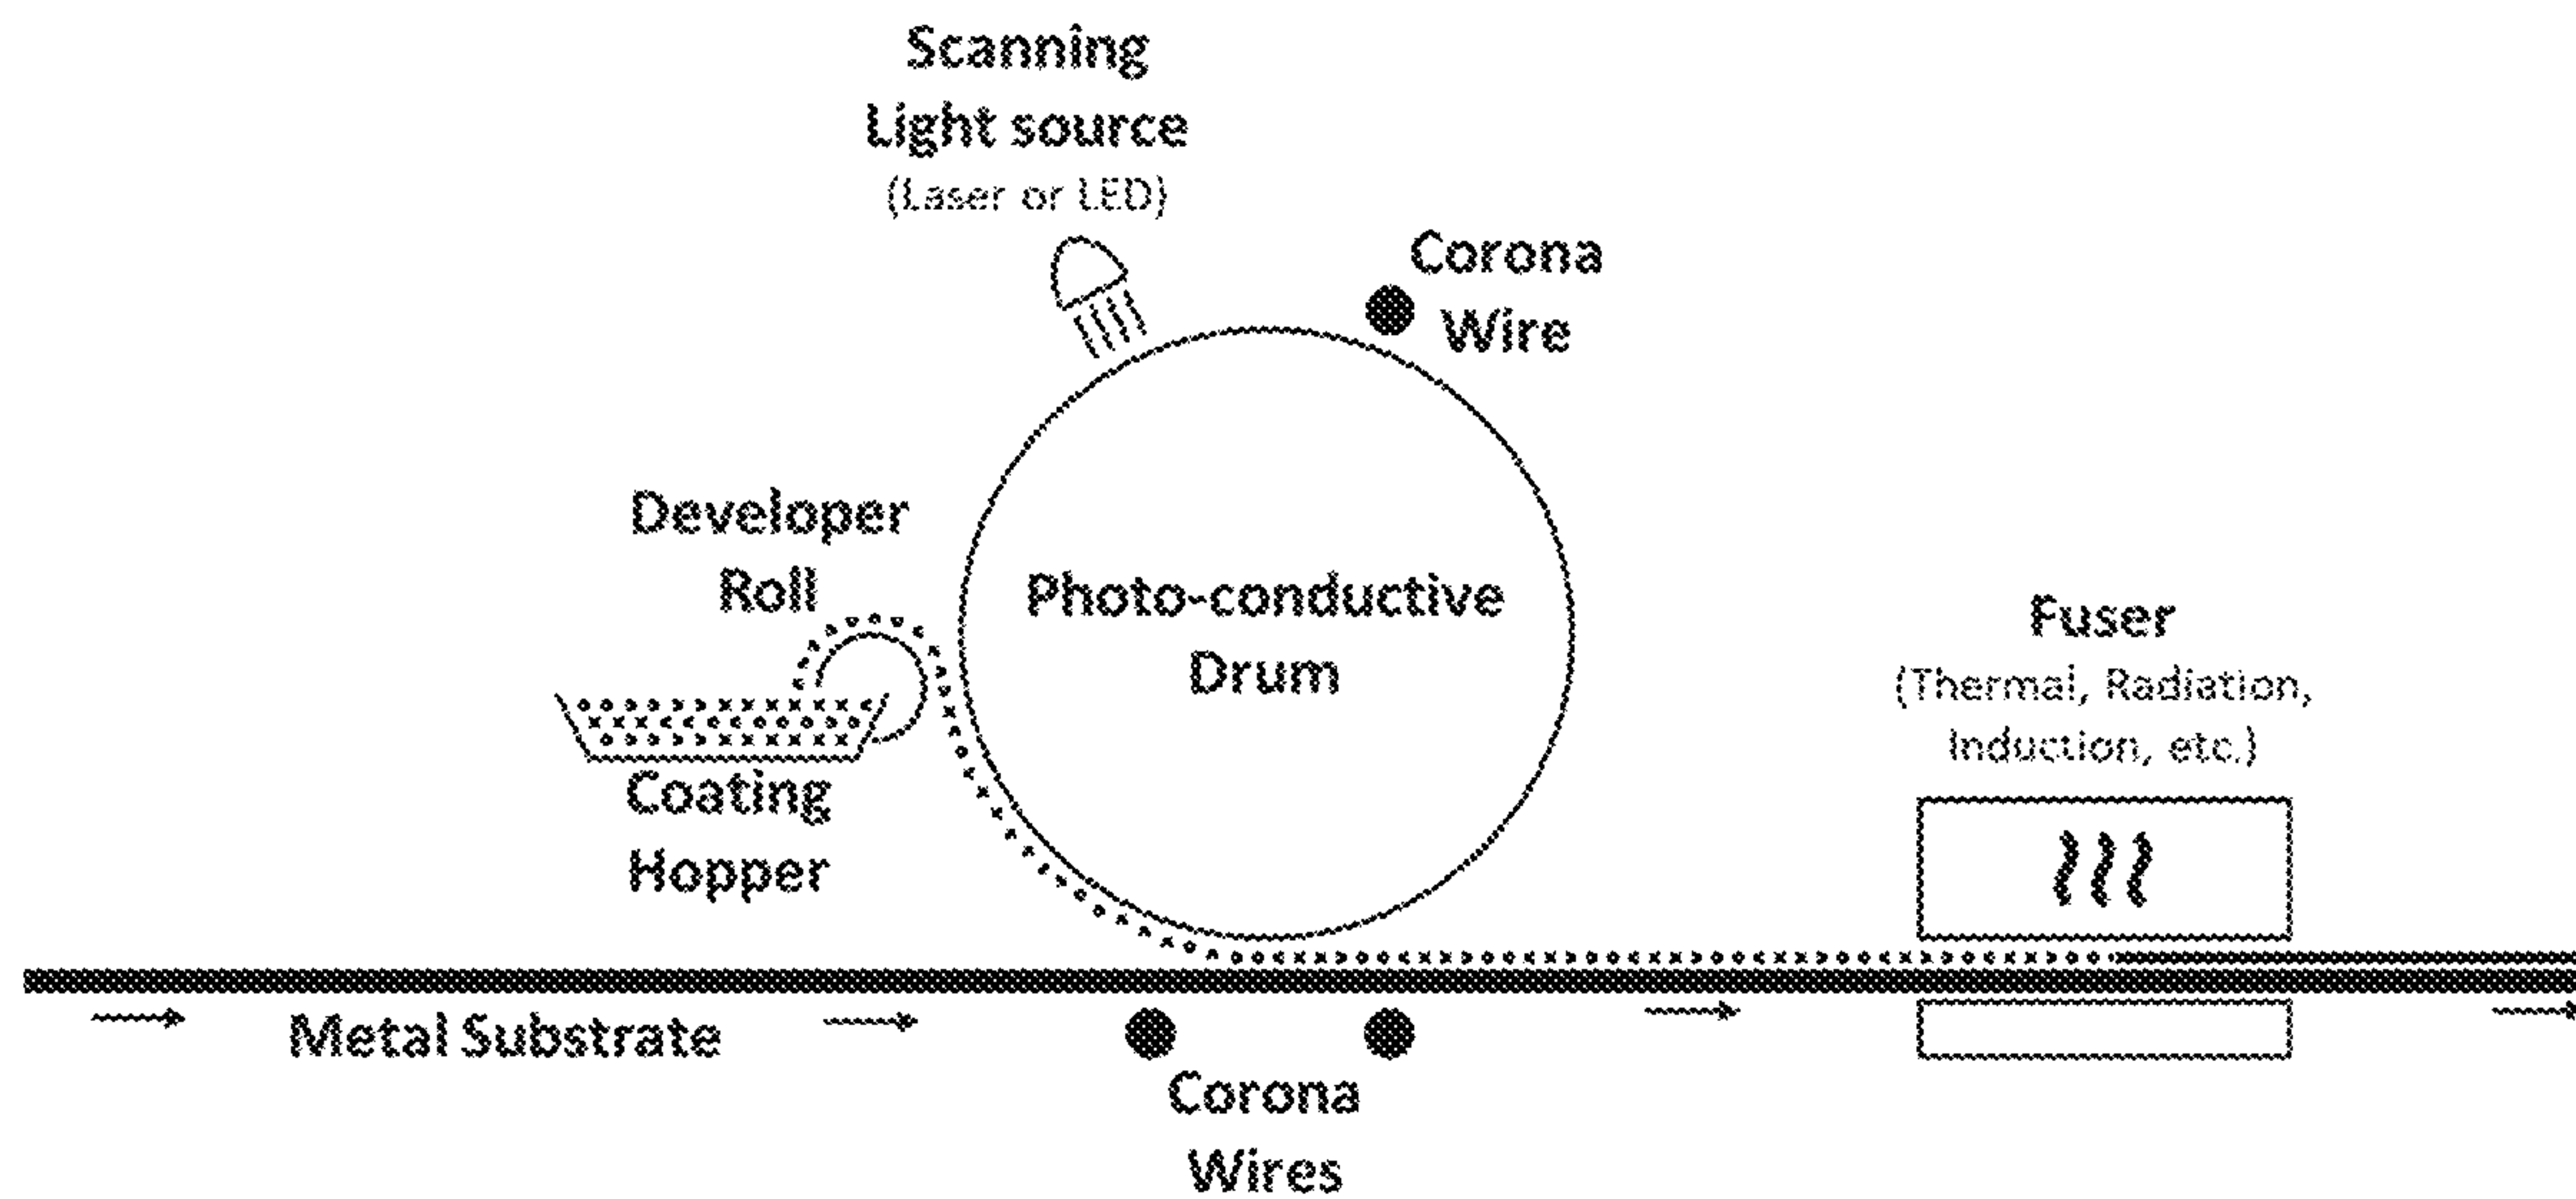 Scanning
Light source
(Laser or LED)
Corona
Wire
Developer
Roll
Photo-conductive
Drum
Coating
Hopper
Fuser
(Thermal, Radiation,
Induction, etc.)
Metal Substrate
Corona
Wires